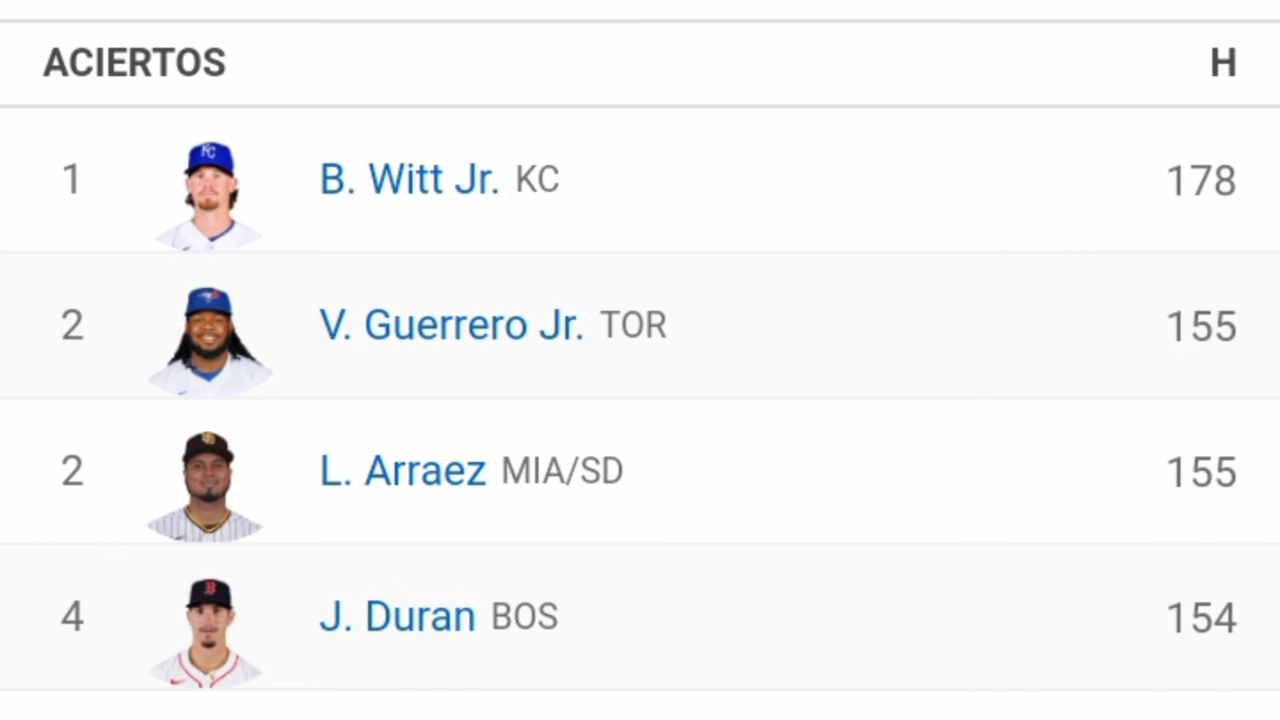 ACIERTOS H
1 B. Witt Jr. KC 178
2 V. Guerrero Jr. TOR 155
2 L. Arraez MIA/SD 155
4 J. Duran BOS 154